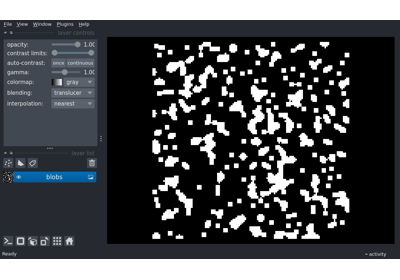 File View Window Plugins Help
layer controls
opacity: 1.00
contrast limits:
auto-contrast: once continuous
gamma: 1.00
colormap: gray
blending: translucer
interpolation: nearest
layer list
blobs
Ready activity